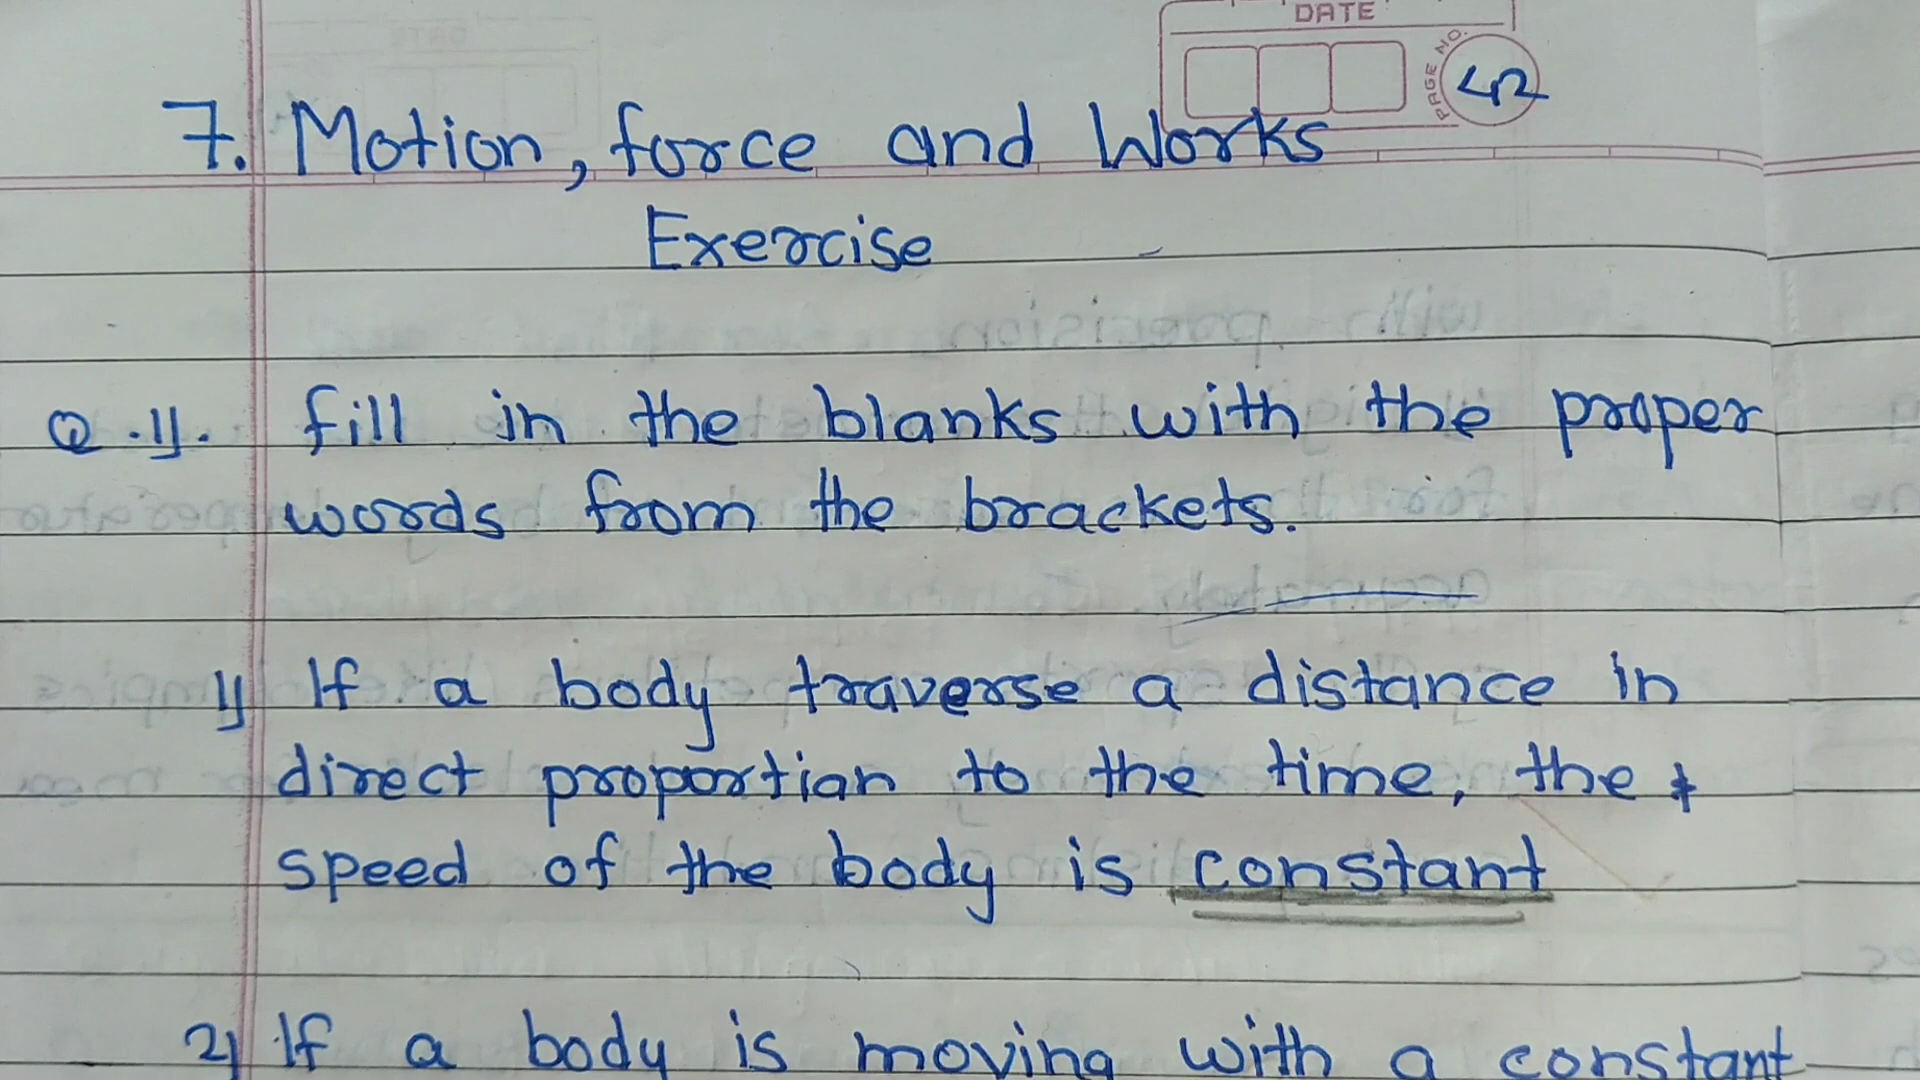 DATE
PAGE NO.
42
7. Motion, force and Works
Exercise
Q.1). fill in the blanks with the proper
words from the brackets.
1) If a body traverse a distance in
direct proportian to the time, the
speed of the body is constant
2) If a body is moving with a constant